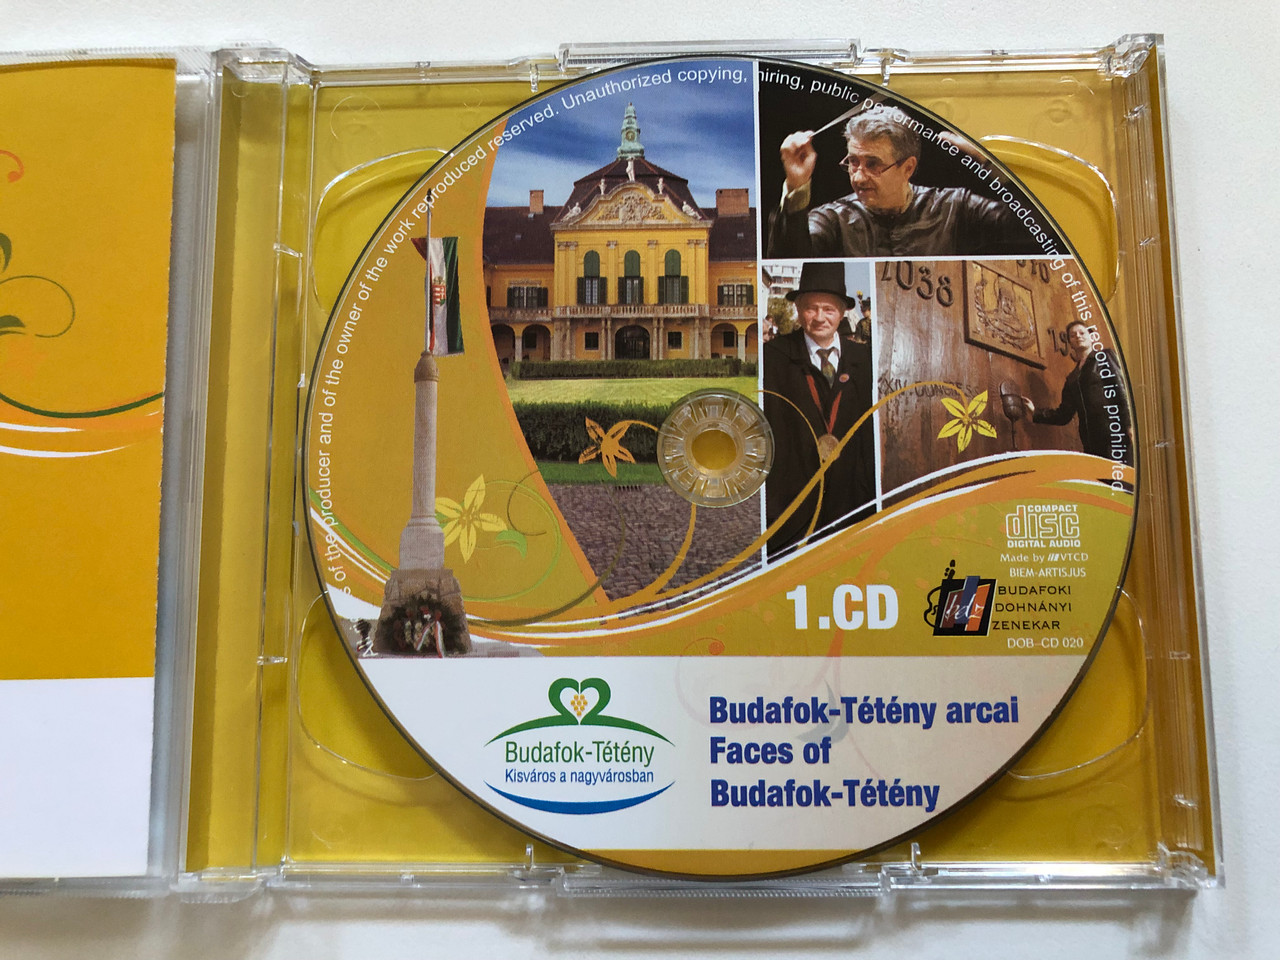 s of the producer and of the owner of the work reproduced reserved. Unauthorized copying, hiring, public performance and broadcasting of this record is prohibited.
2038
COMPACT
disc
DIGITAL AUDIO
Made by VTCD
BIEM-ARTISJUS
1.CD
bdz
BUDAFOKI
DOHNÁNYI
ZENEKAR
DOB-CD 020
Budafok-Tétény
Kisváros a nagyvárosban
Budafok-Tétény arcai
Faces of
Budafok-Tétény